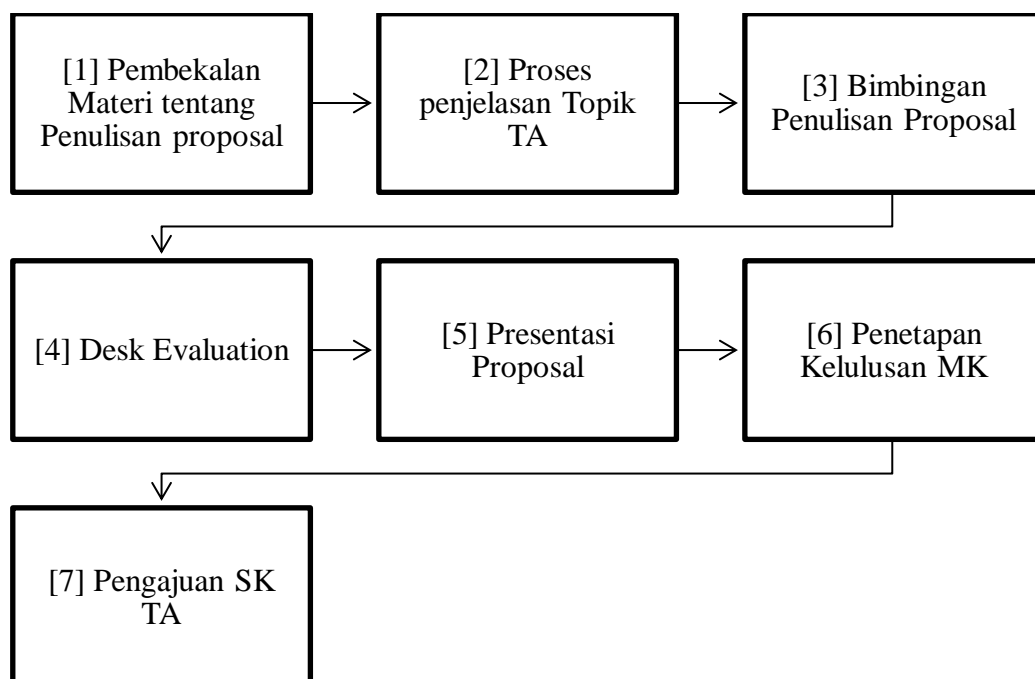 [1] Pembekalan
Materi tentang
Penulisan proposal
[2] Proses
penjelasan Topik
TA
[3] Bimbingan
Penulisan Proposal
[4] Desk Evaluation
[5] Presentasi
Proposal
[6] Penetapan
Kelulusan MK
[7] Pengajuan SK
TA